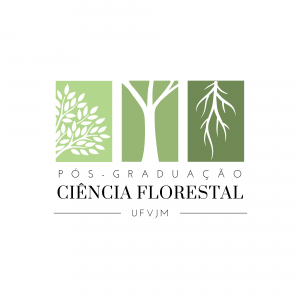 PÓS-GRADUAÇÃO
CIÊNCIA FLORESTAL
UFVJM